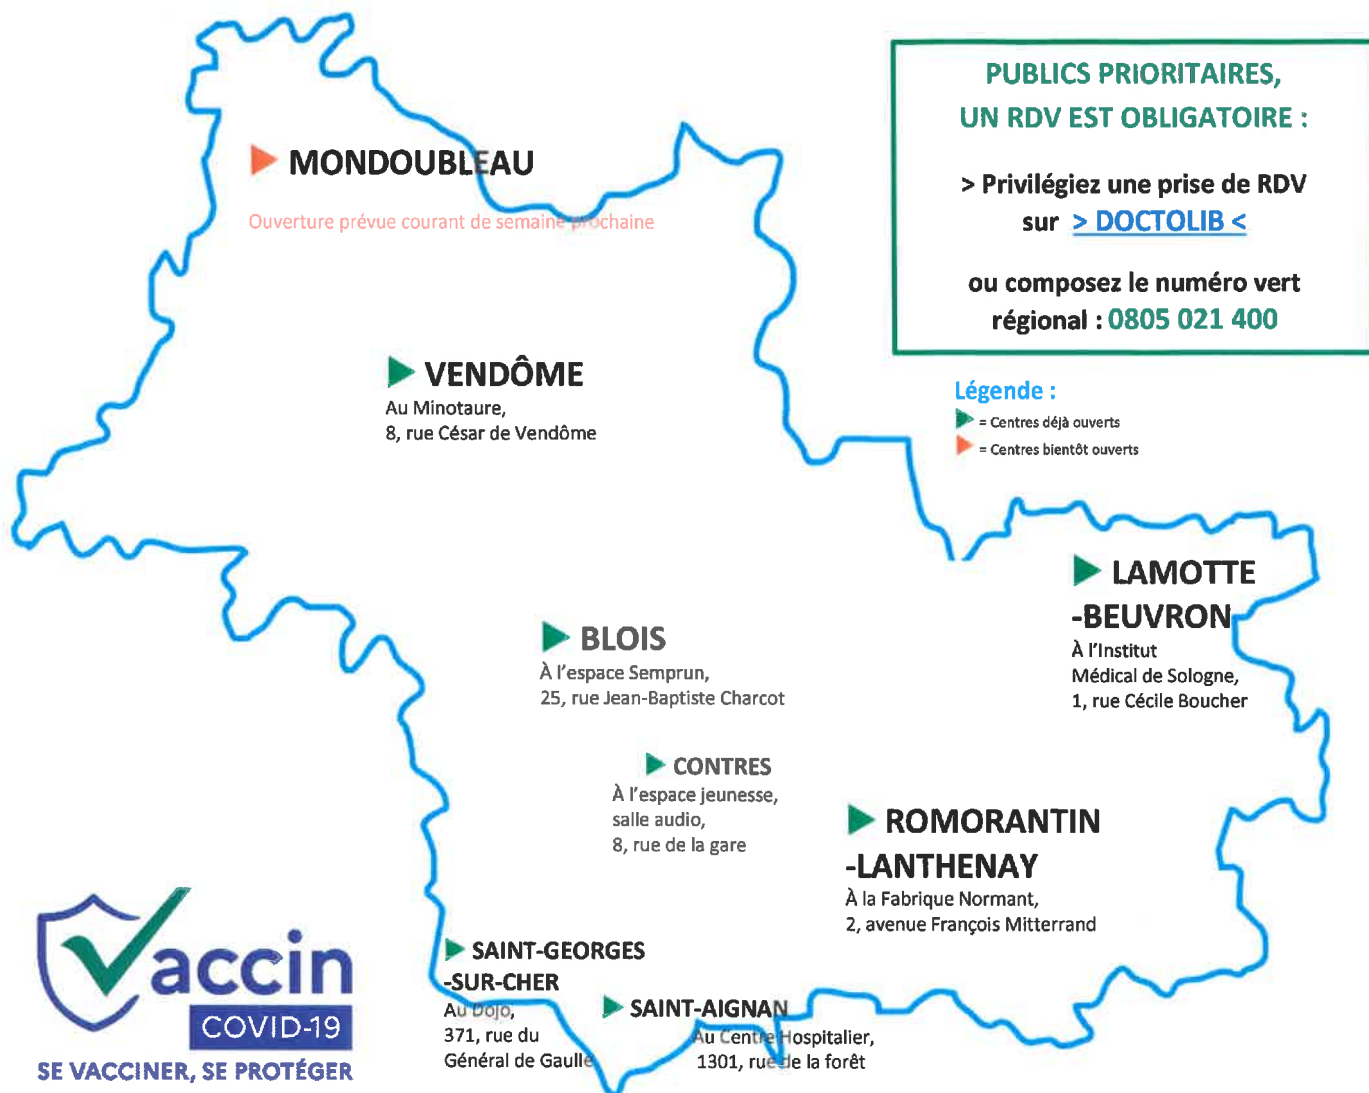 PUBLICS PRIORITAIRES,
UN RDV EST OBLIGATOIRE :
> Privilégiez une prise de RDV
sur > DOCTOLIB <
ou composez le numéro vert
régional : 0805 021 400
Légende :
= Centres déjà ouverts
= Centres bientôt ouverts
MONDOUBLEAU
Ouverture prévue courant de semaine prochaine
VENDÔME
Au Minotaure,
8, rue César de Vendôme
LAMOTTE
-BEUVRON
À l'Institut
Médical de Sologne,
1, rue Cécile Boucher
BLOIS
À l'espace Semprun,
25, rue Jean-Baptiste Charcot
CONTRES
À l'espace jeunesse,
salle audio,
8, rue de la gare
ROMORANTIN
-LANTHENAY
À la Fabrique Normant,
2, avenue François Mitterrand
SAINT-GEORGES
-SUR-CHER
Au Dojo,
371, rue du
Général de Gaulle
SAINT-AIGNAN
Au Centre Hospitalier,
1301, rue de la forêt
Vaccin
COVID-19
SE VACCINER, SE PROTÉGER